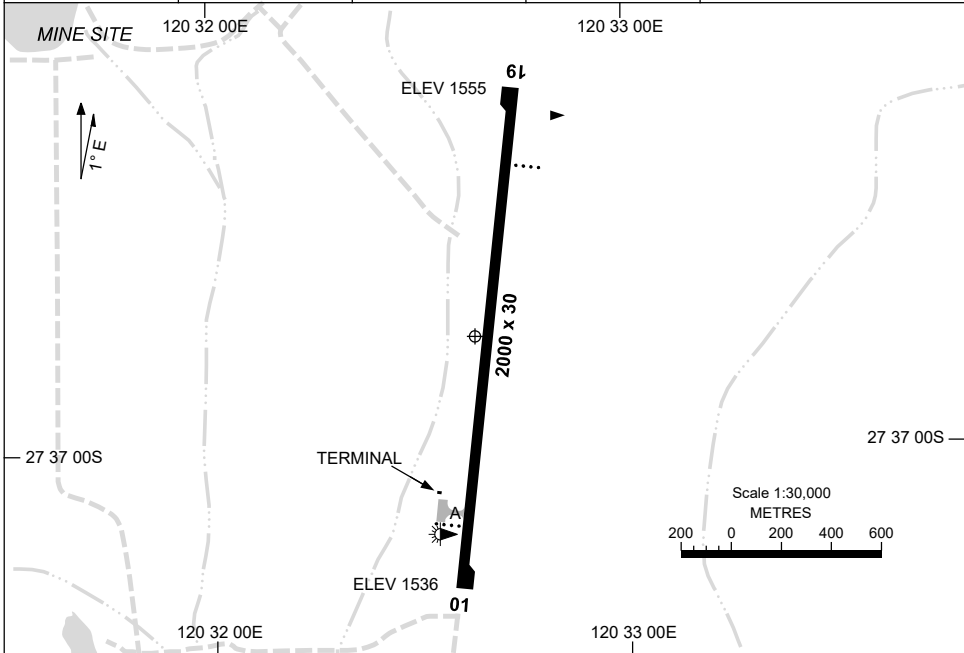 120 32 00E
120 33 00E
MINE SITE
19
ELEV 1555
1° E
2000 x 30
27 37 00S
27 37 00S
TERMINAL
Scale 1:30,000
METRES
A
200 0 200 400 600
ELEV 1536
01
120 32 00E
120 33 00E